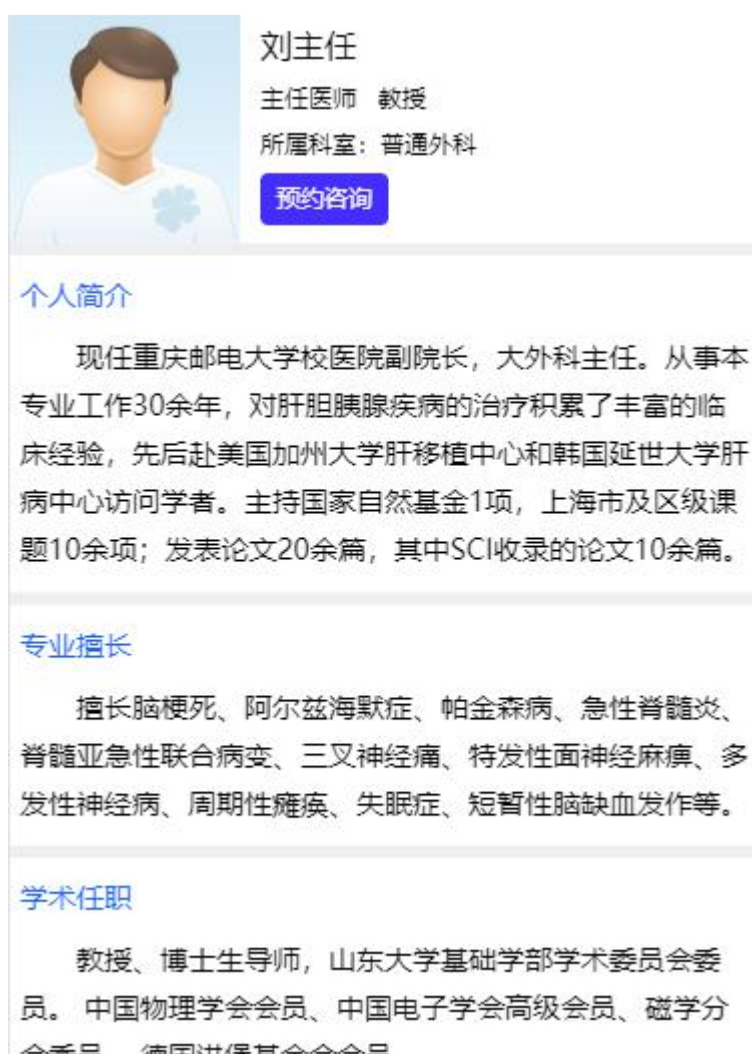 刘主任
主任医师 教授
所属科室：普通外科
预约咨询
个人简介
现任重庆邮电大学校医院副院长，大外科主任。从事本
专业工作30余年，对肝胆胰腺疾病的治疗积累了丰富的临
床经验，先后赴美国加州大学肝移植中心和韩国延世大学肝
病中心访问学者。主持国家自然基金1项，上海市及区级课
题10余项；发表论文20余篇，其中SCI收录的论文10余篇。
专业擅长
擅长脑梗死、阿尔兹海默症、帕金森病、急性脊髓炎、
脊髓亚急性联合病变、三叉神经痛、特发性面神经麻痹、多
发性神经病、周期性瘫痪、失眠症、短暂性脑缺血发作等。
学术任职
教授、博士生导师，山东大学基础学部学术委员会委
员。 中国物理学会会员、中国电子学会高级会员、磁学分
会委员、德国洪堡基金会会员